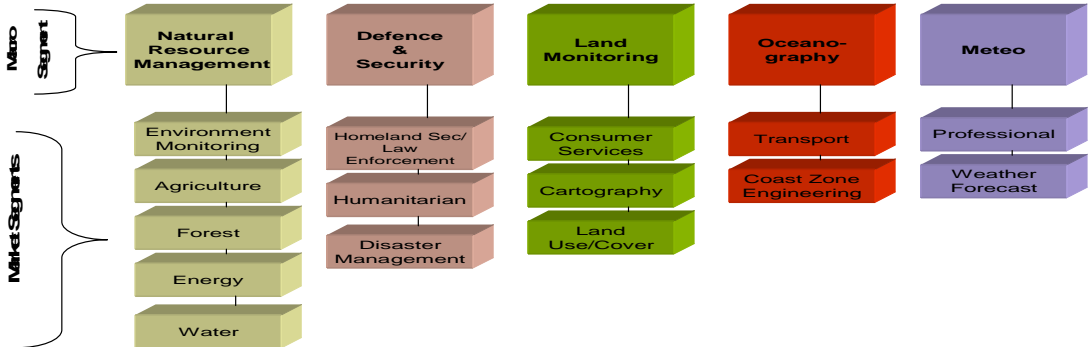 Macro
Segment
Natural
Resource
Management
Defence
&
Security
Land
Monitoring
Oceano-
graphy
Meteo
Market Segments
Environment
Monitoring
Agriculture
Forest
Energy
Water
Homeland Sec/
Law
Enforcement
Humanitarian
Disaster
Management
Consumer
Services
Cartography
Land
Use/Cover
Transport
Coast Zone
Engineering
Professional
Weather
Forecast